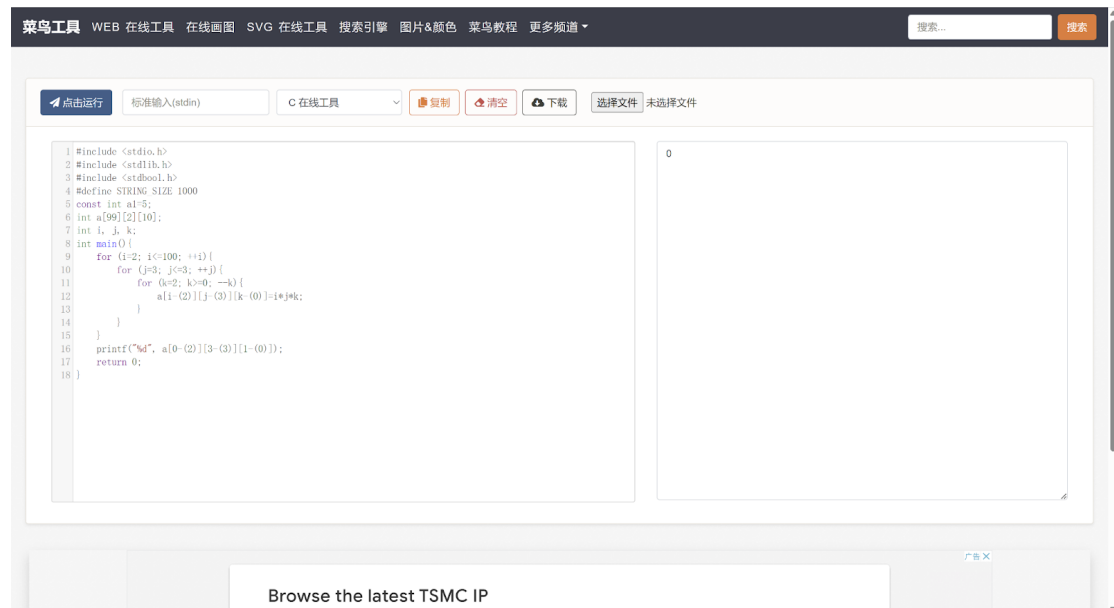 菜鸟工具 WEB 在线工具 在线画图 SVG 在线工具 搜索引擎 图片&颜色 菜鸟教程 更多频道 搜索... 搜索
点击运行 标准输入(stdin) C 在线工具 复制 清空 下载 选择文件 未选择文件
1 #include <stdio.h>
2 #include <stdlib.h>
3 #include <stdbool.h>
4 #define STRING SIZE 1000
5 const int a1=5;
6 int a[99][2][10];
7 int i, j, k;
8 int main(){
9 for (i=2; i<=100; ++i){
10 for (j=3; j<=3; ++j){
11 for (k=2; k>=0; --k){
12 a[i-(2)][j-(3)][k-(0)]=i*j*k;
13 }
14 }
15 }
16 printf("%d", a[0-(2)][3-(3)][1-(0)]);
17 return 0;
18 }
0
广告
Browse the latest TSMC IP